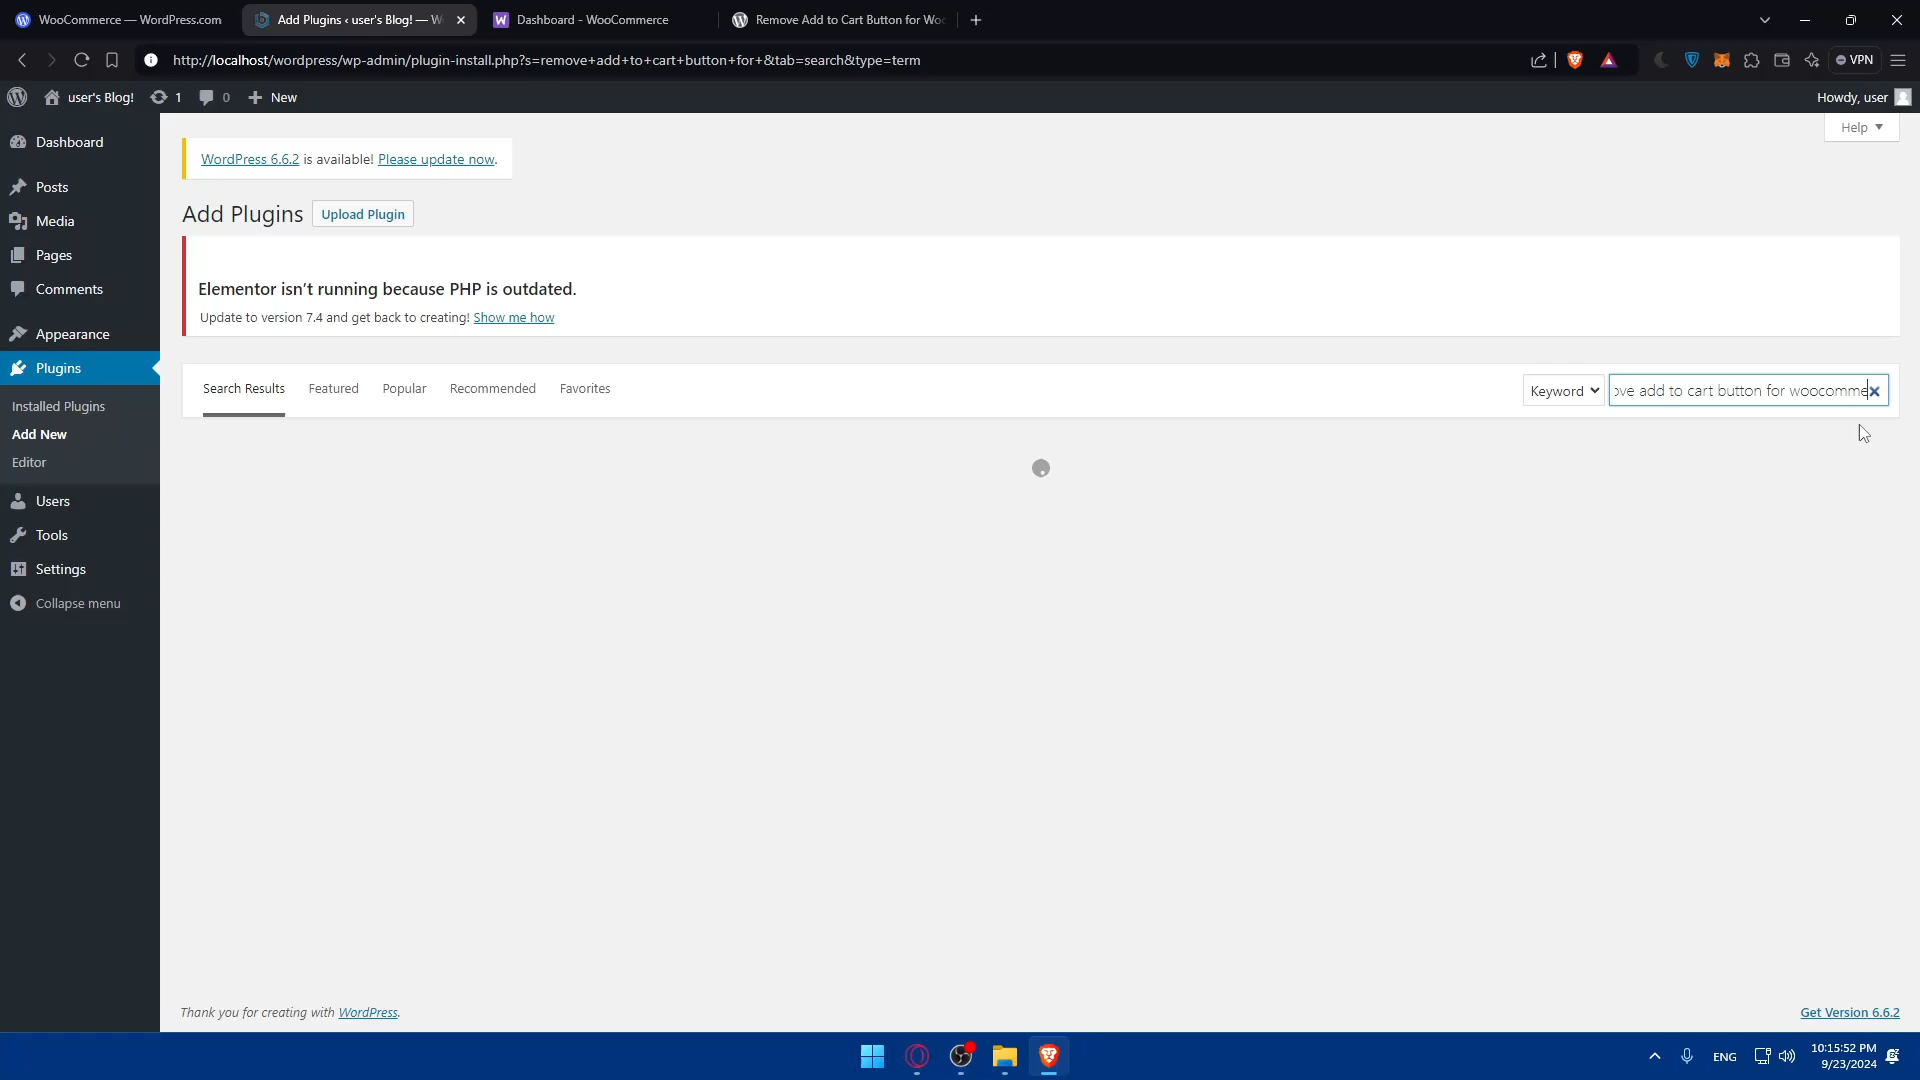 WooCommerce — WordPress.com
Add Plugins ‹ user's Blog! — W
Dashboard - WooCommerce
Remove Add to Cart Button for Woo
http://localhost/wordpress/wp-admin/plugin-install.php?s=remove+add+to+cart+button+for+&tab=search&type=term
VPN
user's Blog!
1
0
New
Howdy, user
Help
Dashboard
Posts
Media
Pages
Comments
Appearance
Plugins
Installed Plugins
Add New
Editor
Users
Tools
Settings
Collapse menu
WordPress 6.6.2 is available! Please update now.
Add Plugins
Upload Plugin
Elementor isn't running because PHP is outdated.
Update to version 7.4 and get back to creating! Show me how
Search Results
Featured
Popular
Recommended
Favorites
Keyword
ove add to cart button for woocomme
Thank you for creating with WordPress.
Get Version 6.6.2
ENG
10:15:52 PM
9/23/2024